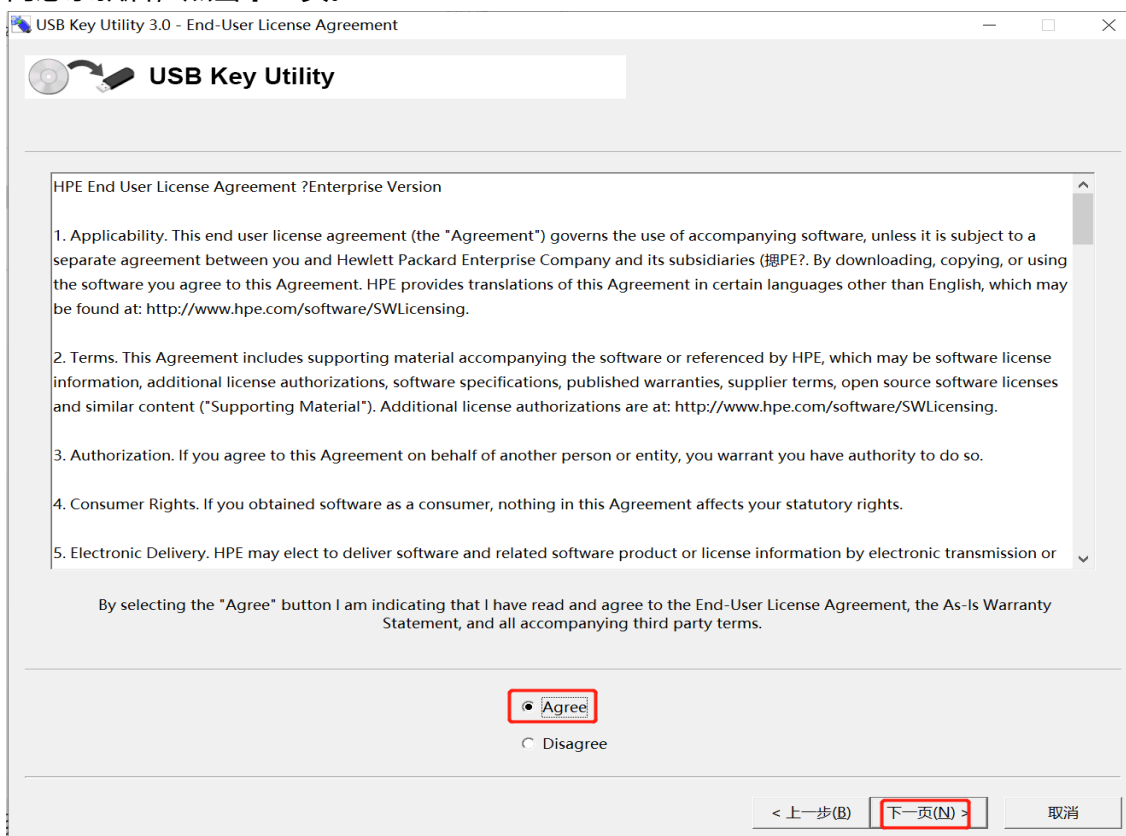 USB Key Utility 3.0 - End-User License Agreement
USB Key Utility
HPE End User License Agreement ?Enterprise Version
1. Applicability. This end user license agreement (the "Agreement") governs the use of accompanying software, unless it is subject to a
separate agreement between you and Hewlett Packard Enterprise Company and its subsidiaries (摁PE?. By downloading, copying, or using
the software you agree to this Agreement. HPE provides translations of this Agreement in certain languages other than English, which may
be found at: http://www.hpe.com/software/SWLicensing.
2. Terms. This Agreement includes supporting material accompanying the software or referenced by HPE, which may be software license
information, additional license authorizations, software specifications, published warranties, supplier terms, open source software licenses
and similar content ("Supporting Material"). Additional license authorizations are at: http://www.hpe.com/software/SWLicensing.
3. Authorization. If you agree to this Agreement on behalf of another person or entity, you warrant you have authority to do so.
4. Consumer Rights. If you obtained software as a consumer, nothing in this Agreement affects your statutory rights.
5. Electronic Delivery. HPE may elect to deliver software and related software product or license information by electronic transmission or
By selecting the "Agree" button I am indicating that I have read and agree to the End-User License Agreement, the As-Is Warranty
Statement, and all accompanying third party terms.
Agree
Disagree
< 上一步(B)
下一页(N) >
取消